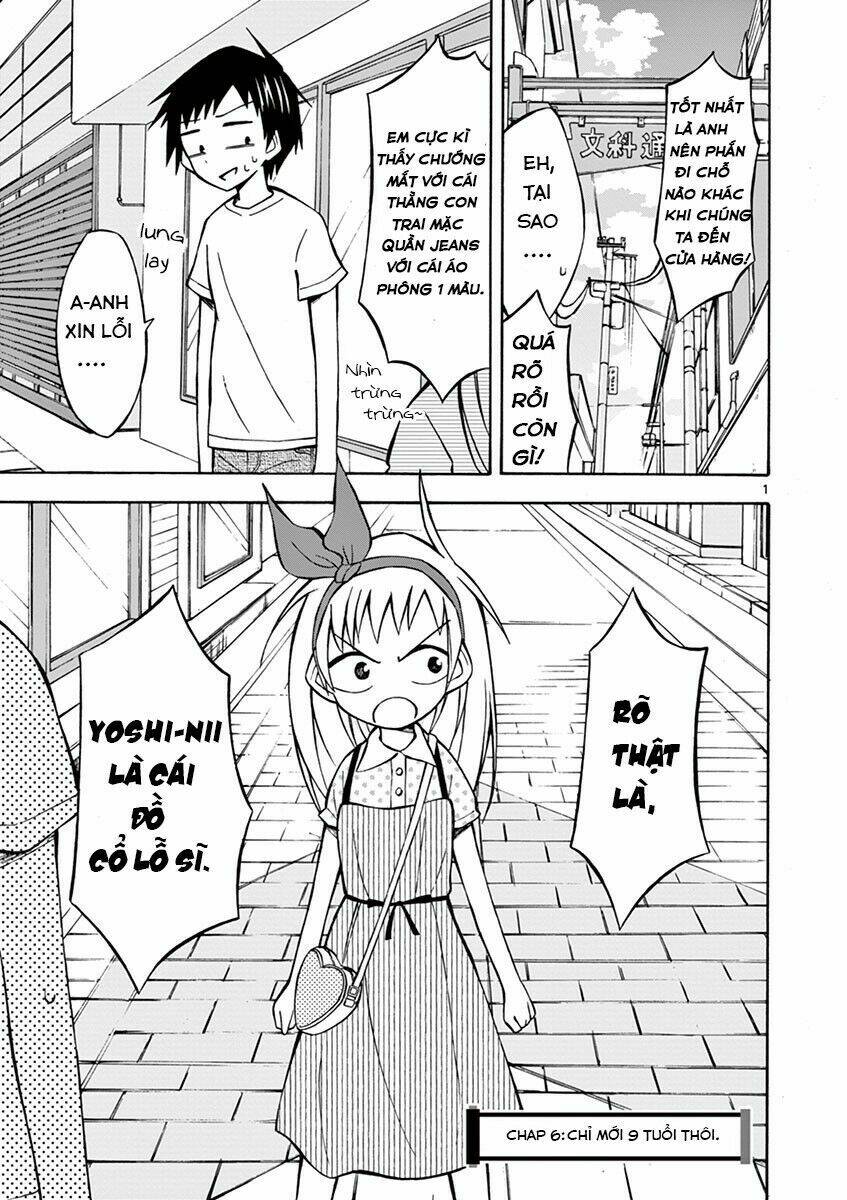 TỐT NHẤT
LÀ ANH
NÊN PHẮN
ĐI CHỖ
NÀO KHÁC
KHI CHÚNG
TA ĐẾN
CỬA HÀNG!
文科通
EH,
TẠI
SAO
....
QUÁ
RÕ
RỒI
CÒN
GÌ!
EM CỰC KÌ
THẤY CHƯỚNG
MẮT VỚI CÁI
THẰNG CON
TRAI MẶC
QUẦN JEANS
VỚI CÁI ÁO
PHÔNG 1 MÀU.
Nhìn
trừng
trừng~
lung
lay
A-ANH
XIN LỖI
....
1
RÕ
THẬT
LÀ,
YOSHI-NII
LÀ CÁI
ĐỒ
CỔ LỖ SĨ.
CHAP 6: CHỈ MỚI 9 TUỔI THÔI.